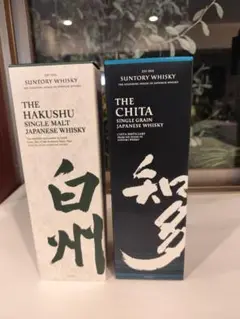 SUNTORY WHISKY
THE
HAKUSHU
SINGLE MALT
JAPANESE WHISKY
白州
SUNTORY WHISKY
THE
CHITA
SINGLE GRAIN
JAPANESE WHISKY
知多